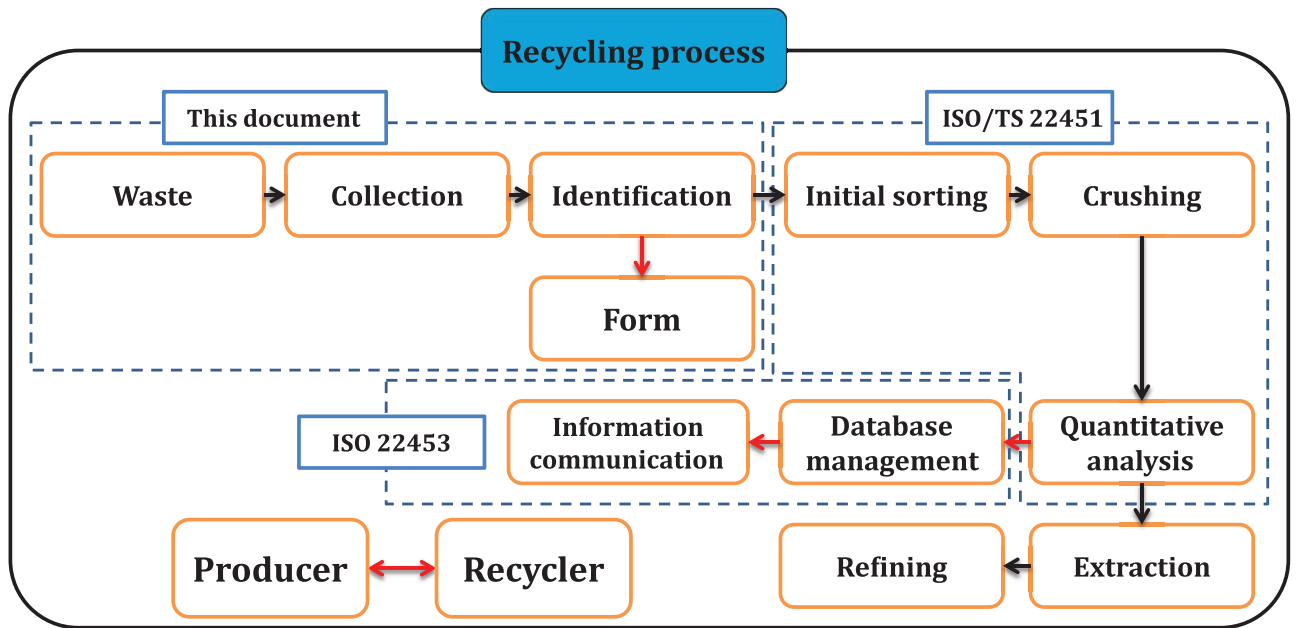 Recycling process
This document
ISO/TS 22451
Waste
Collection
Identification
Initial sorting
Crushing
Form
ISO 22453
Information
communication
Database
management
Quantitative
analysis
Producer
Recycler
Refining
Extraction